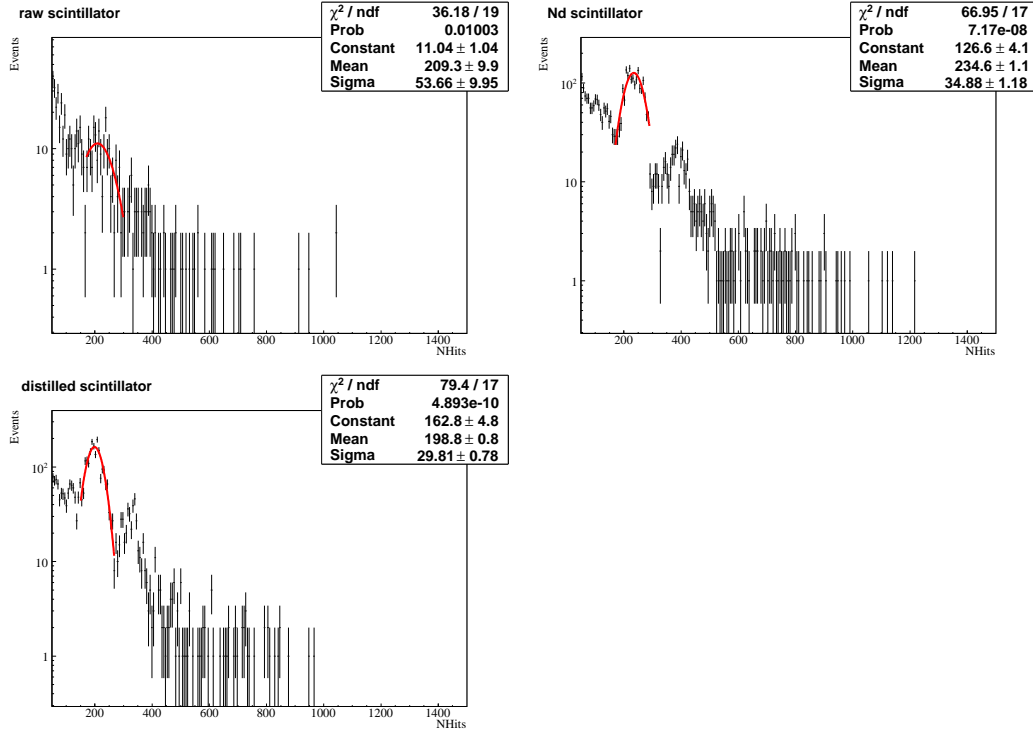 raw scintillator
χ² / ndf 36.18 / 19
Prob 0.01003
Constant 11.04 ± 1.04
Mean 209.3 ± 9.9
Sigma 53.66 ± 9.95
Events
10
1
200 400 600 800 1000 1200 1400
NHits
Nd scintillator
χ² / ndf 66.95 / 17
Prob 7.17e-08
Constant 126.6 ± 4.1
Mean 234.6 ± 1.1
Sigma 34.88 ± 1.18
Events
10²
10
1
200 400 600 800 1000 1200 1400
NHits
distilled scintillator
χ² / ndf 79.4 / 17
Prob 4.893e-10
Constant 162.8 ± 4.8
Mean 198.8 ± 0.8
Sigma 29.81 ± 0.78
Events
10²
10
1
200 400 600 800 1000 1200 1400
NHits